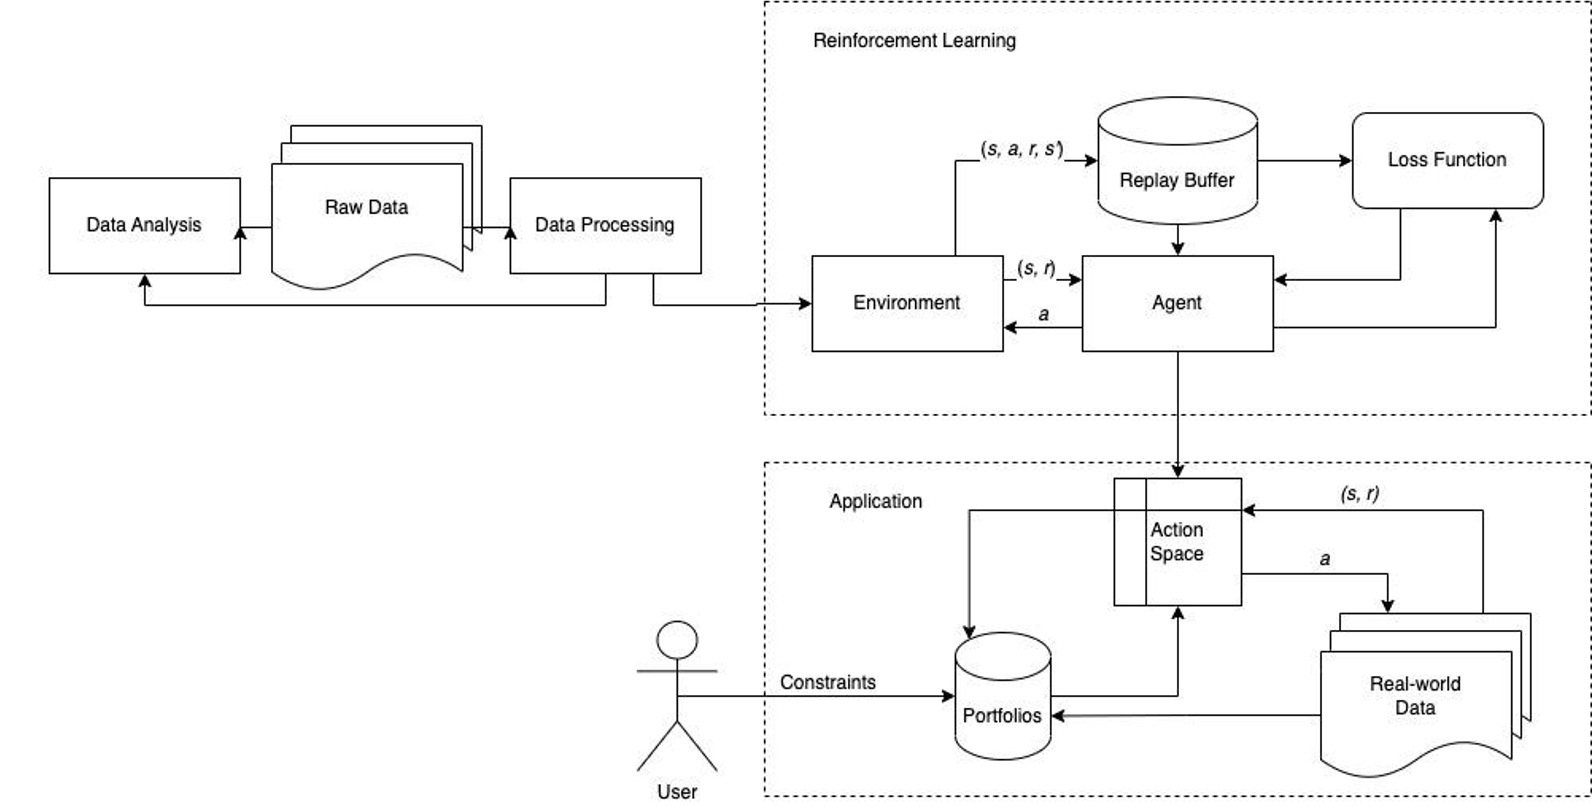 Reinforcement Learning
(s, a, r, s')
Replay Buffer
Loss Function
Data Analysis
Raw Data
Data Processing
Environment
(s, r)
a
Agent
Application
Action
Space
(s, r)
a
Constraints
Portfolios
Real-world
Data
User